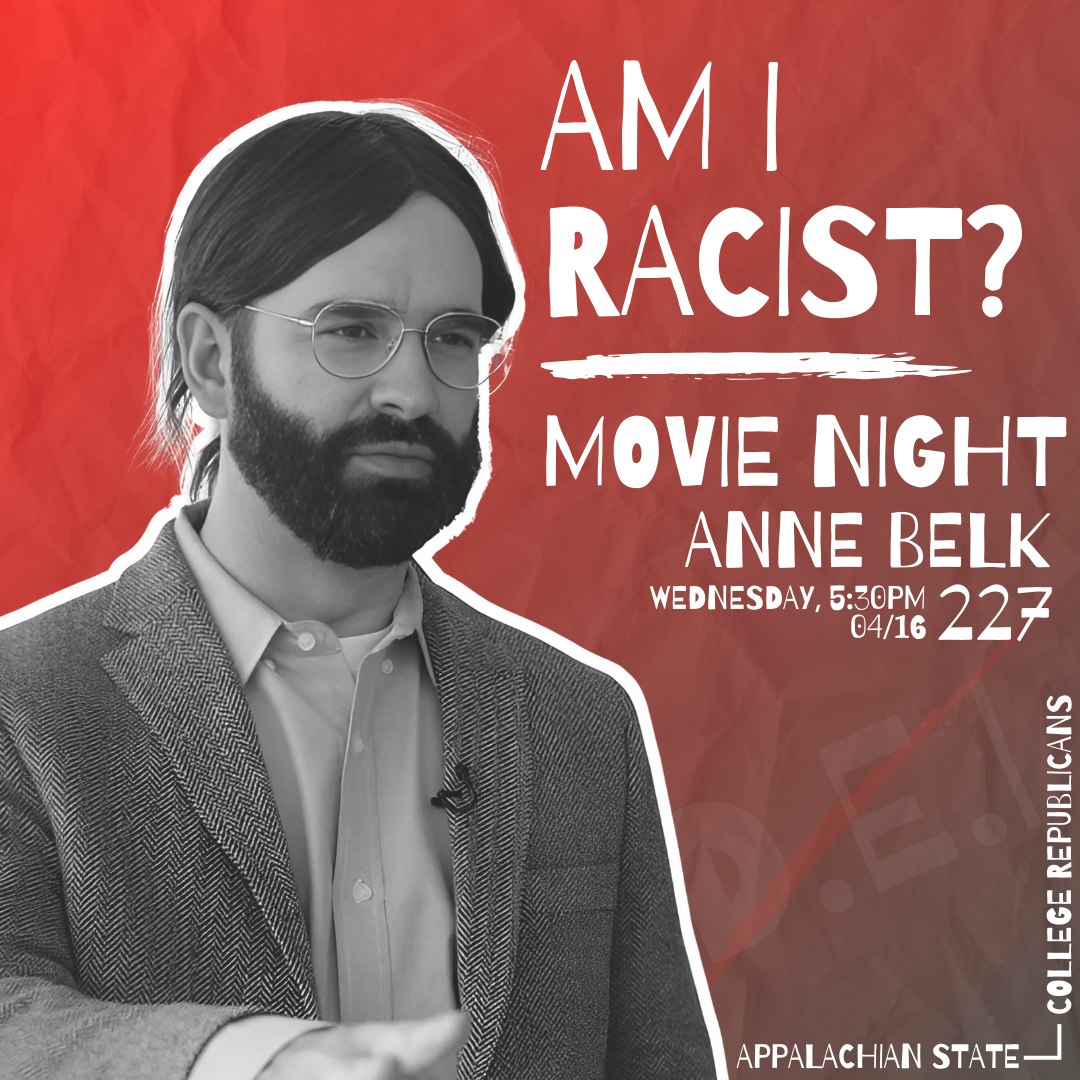 AM I
RACIST?
MOVIE NIGHT
ANNE BELK
WEDNESDAY, 5:30PM
04/16
227
D.E.I
COLLEGE REPUBLICANS
APPALACHIAN STATE